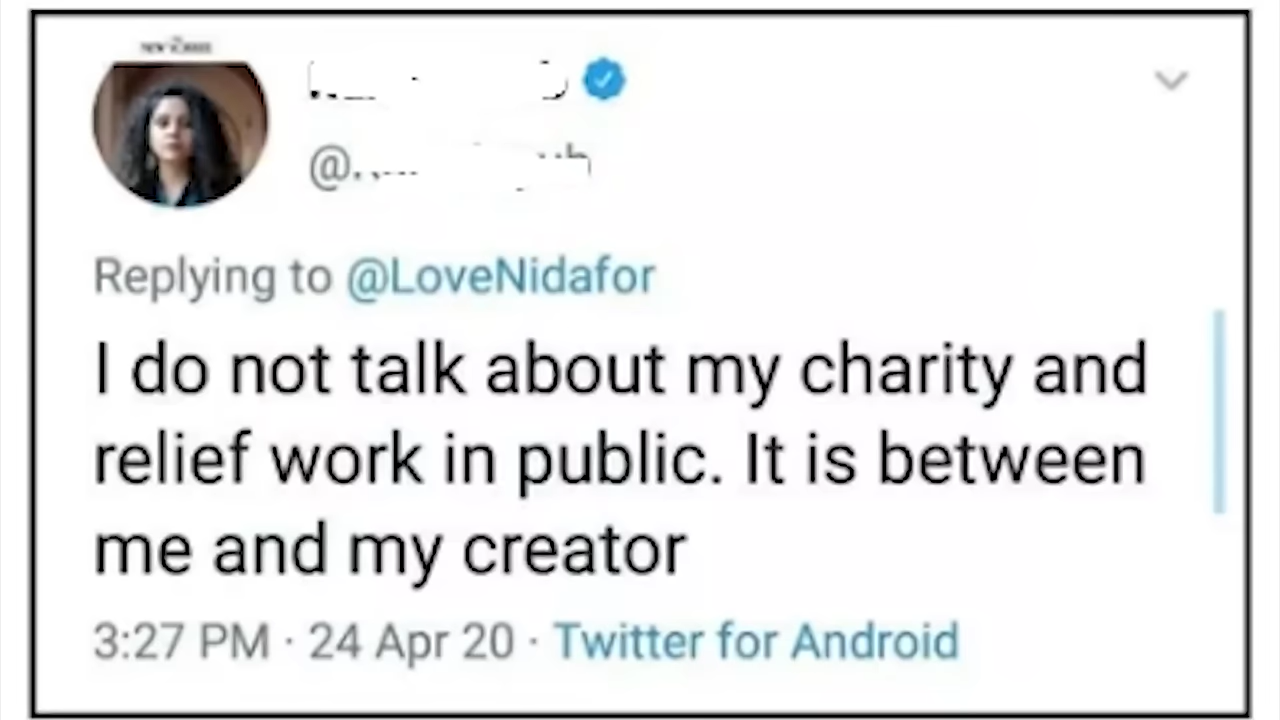 Replying to @LoveNidafor
I do not talk about my charity and
relief work in public. It is between
me and my creator
3:27 PM · 24 Apr 20 · Twitter for Android